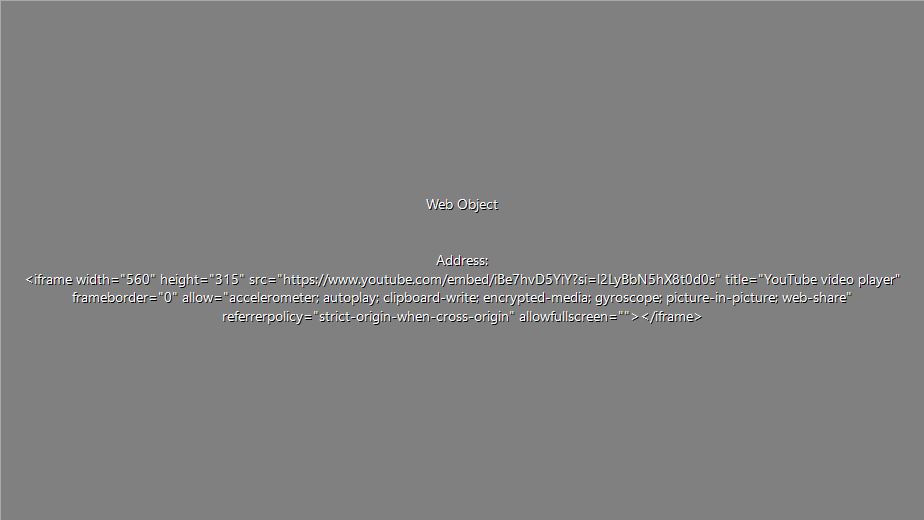 Web Object
Address:
<iframe width="560" height="315" src="https://www.youtube.com/embed/iBe7hvD5YiY?si=l2LyBbN5hX8t0d0s" title="YouTube video player"
frameborder="0" allow="accelerometer; autoplay; clipboard-write; encrypted-media; gyroscope; picture-in-picture; web-share"
referrerpolicy="strict-origin-when-cross-origin" allowfullscreen=""></iframe>